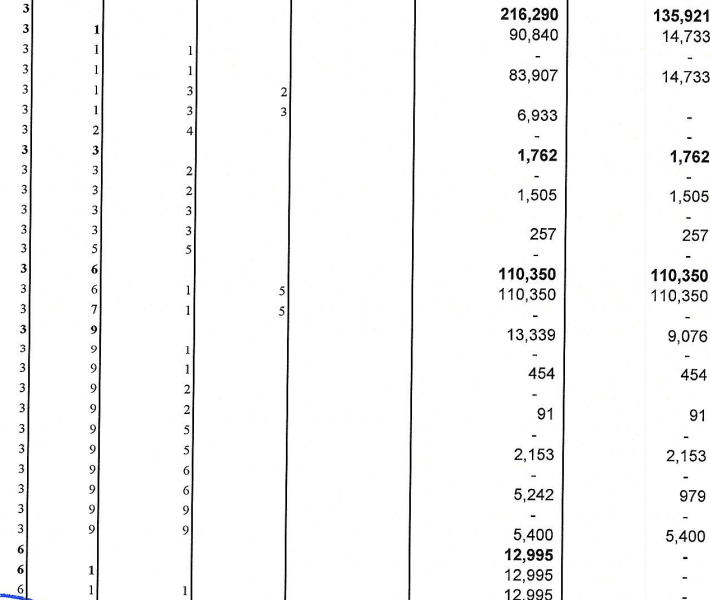 3 216,290 135,921
3 1 90,840 14,733
3 1 1 - -
3 1 1 83,907 14,733
3 1 3 2
3 1 3 3 6,933 -
3 2 4 - -
3 3 1,762 1,762
3 3 2 - -
3 3 2 1,505 1,505
3 3 3 -
3 3 3 257 257
3 5 5 - -
3 6 110,350 110,350
3 6 1 5 110,350 110,350
3 7 1 5 - -
3 9 13,339 9,076
3 9 1 - -
3 9 1 454 454
3 9 2 -
3 9 2 91 91
3 9 5 - -
3 9 5 2,153 2,153
3 9 6 - -
3 9 6 5,242 979
3 9 9 - -
3 9 9 5,400 5,400
6 12,995 -
6 1 12,995 -
6 1 1 12,995 -